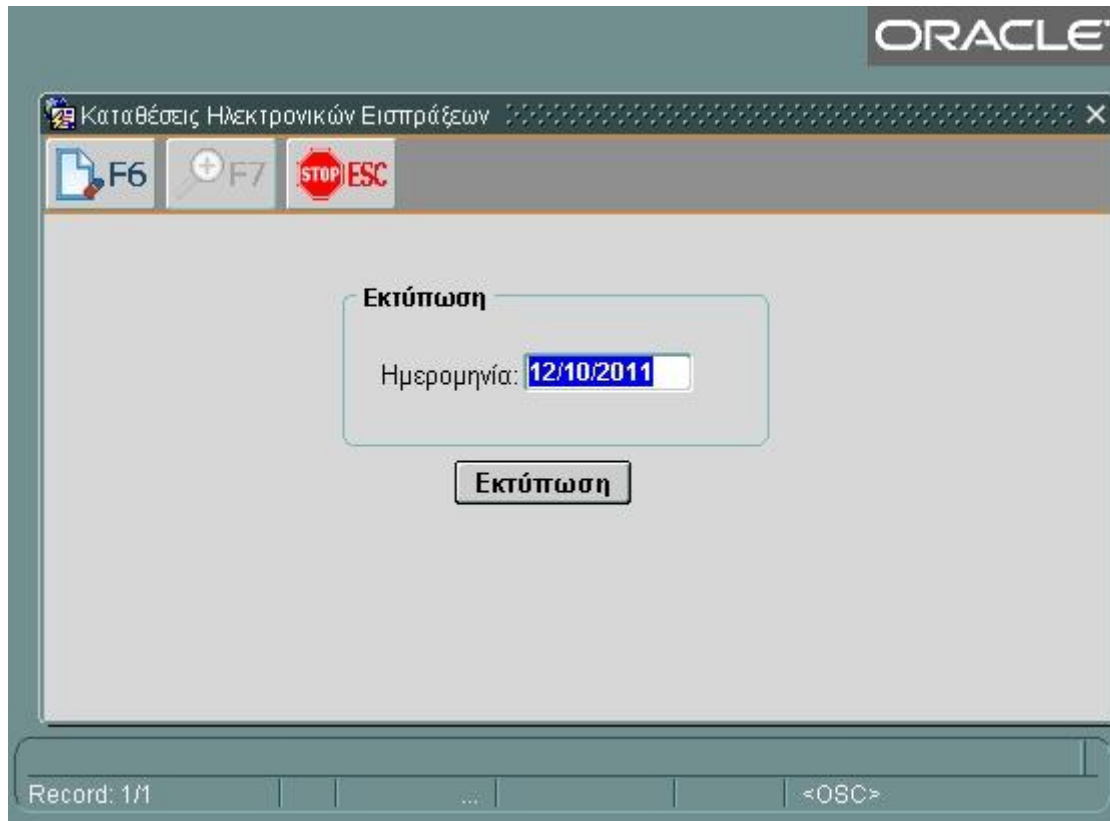 ORACLE
Καταθέσεις Ηλεκτρονικών Εισπράξεων
F6 F7 STOP ESC
Εκτύπωση
Ημερομηνία: 12/10/2011
Εκτύπωση
Record: 1/1 ... <OSC>